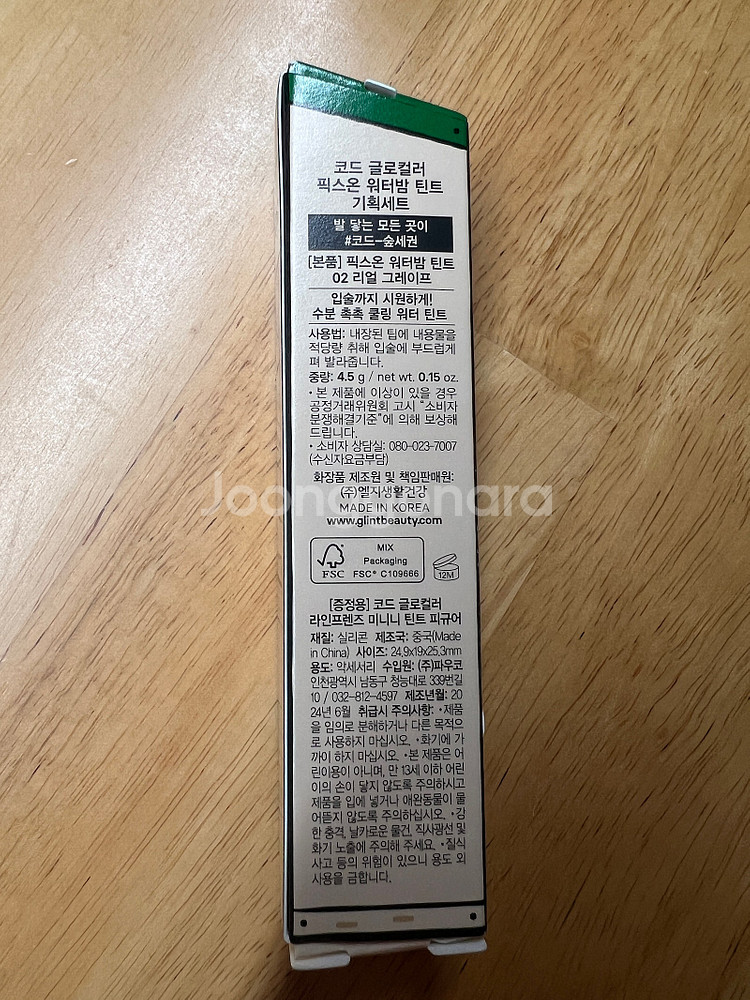 코드 글로컬러
픽스온 워터밤 틴트
기획세트
발 닿는 모든 곳이
#코드-숲세권
[본품] 픽스온 워터밤 틴트
02 리얼 그레이프
입술까지 시원하게!
수분 촉촉 쿨링 워터 틴트
사용법: 내장된 팁에 내용물을
적당량 취해 입술에 부드럽게
펴 발라줍니다.
중량: 4.5 g / net wt. 0.15 oz.
• 본 제품에 이상이 있을 경우
공정거래위원회 고시 "소비자
분쟁해결기준"에 의해 보상해
드립니다.
• 소비자 상담실: 080-023-7007
(수신자요금부담)
화장품 제조원 및 책임판매원:
(주)엘지생활건강
Joonggonara
MADE IN KOREA
www.glintbeauty.com
MIX
Packaging
FSC® C109666
FSC
12M
[증정용] 코드 글로컬러
라인프렌즈 미니니 틴트 피규어
재질: 실리콘 제조국: 중국(Made
in China) 사이즈: 24.9x19x25.3mm
용도: 악세서리 수입원: (주)파우코
인천광역시 남동구 청능대로 339번길
10 / 032-812-4597 제조년월: 20
24년 6월 취급시 주의사항: •제품
을 임의로 분해하거나 다른 목적으
로 사용하지 마십시오. •화기에 가
까이 하지 마십시오. •본 제품은 어
린이용이 아니며, 만 13세 이하 어린
이의 손이 닿지 않도록 주의하시고
제품을 입에 넣거나 애완동물이 물
어뜯지 않도록 주의하십시오. •강
한 충격, 날카로운 물건, 직사광선 및
화기 노출에 주의해 주세요. •질식
사고 등의 위험이 있으니 용도 외
사용을 금합니다.